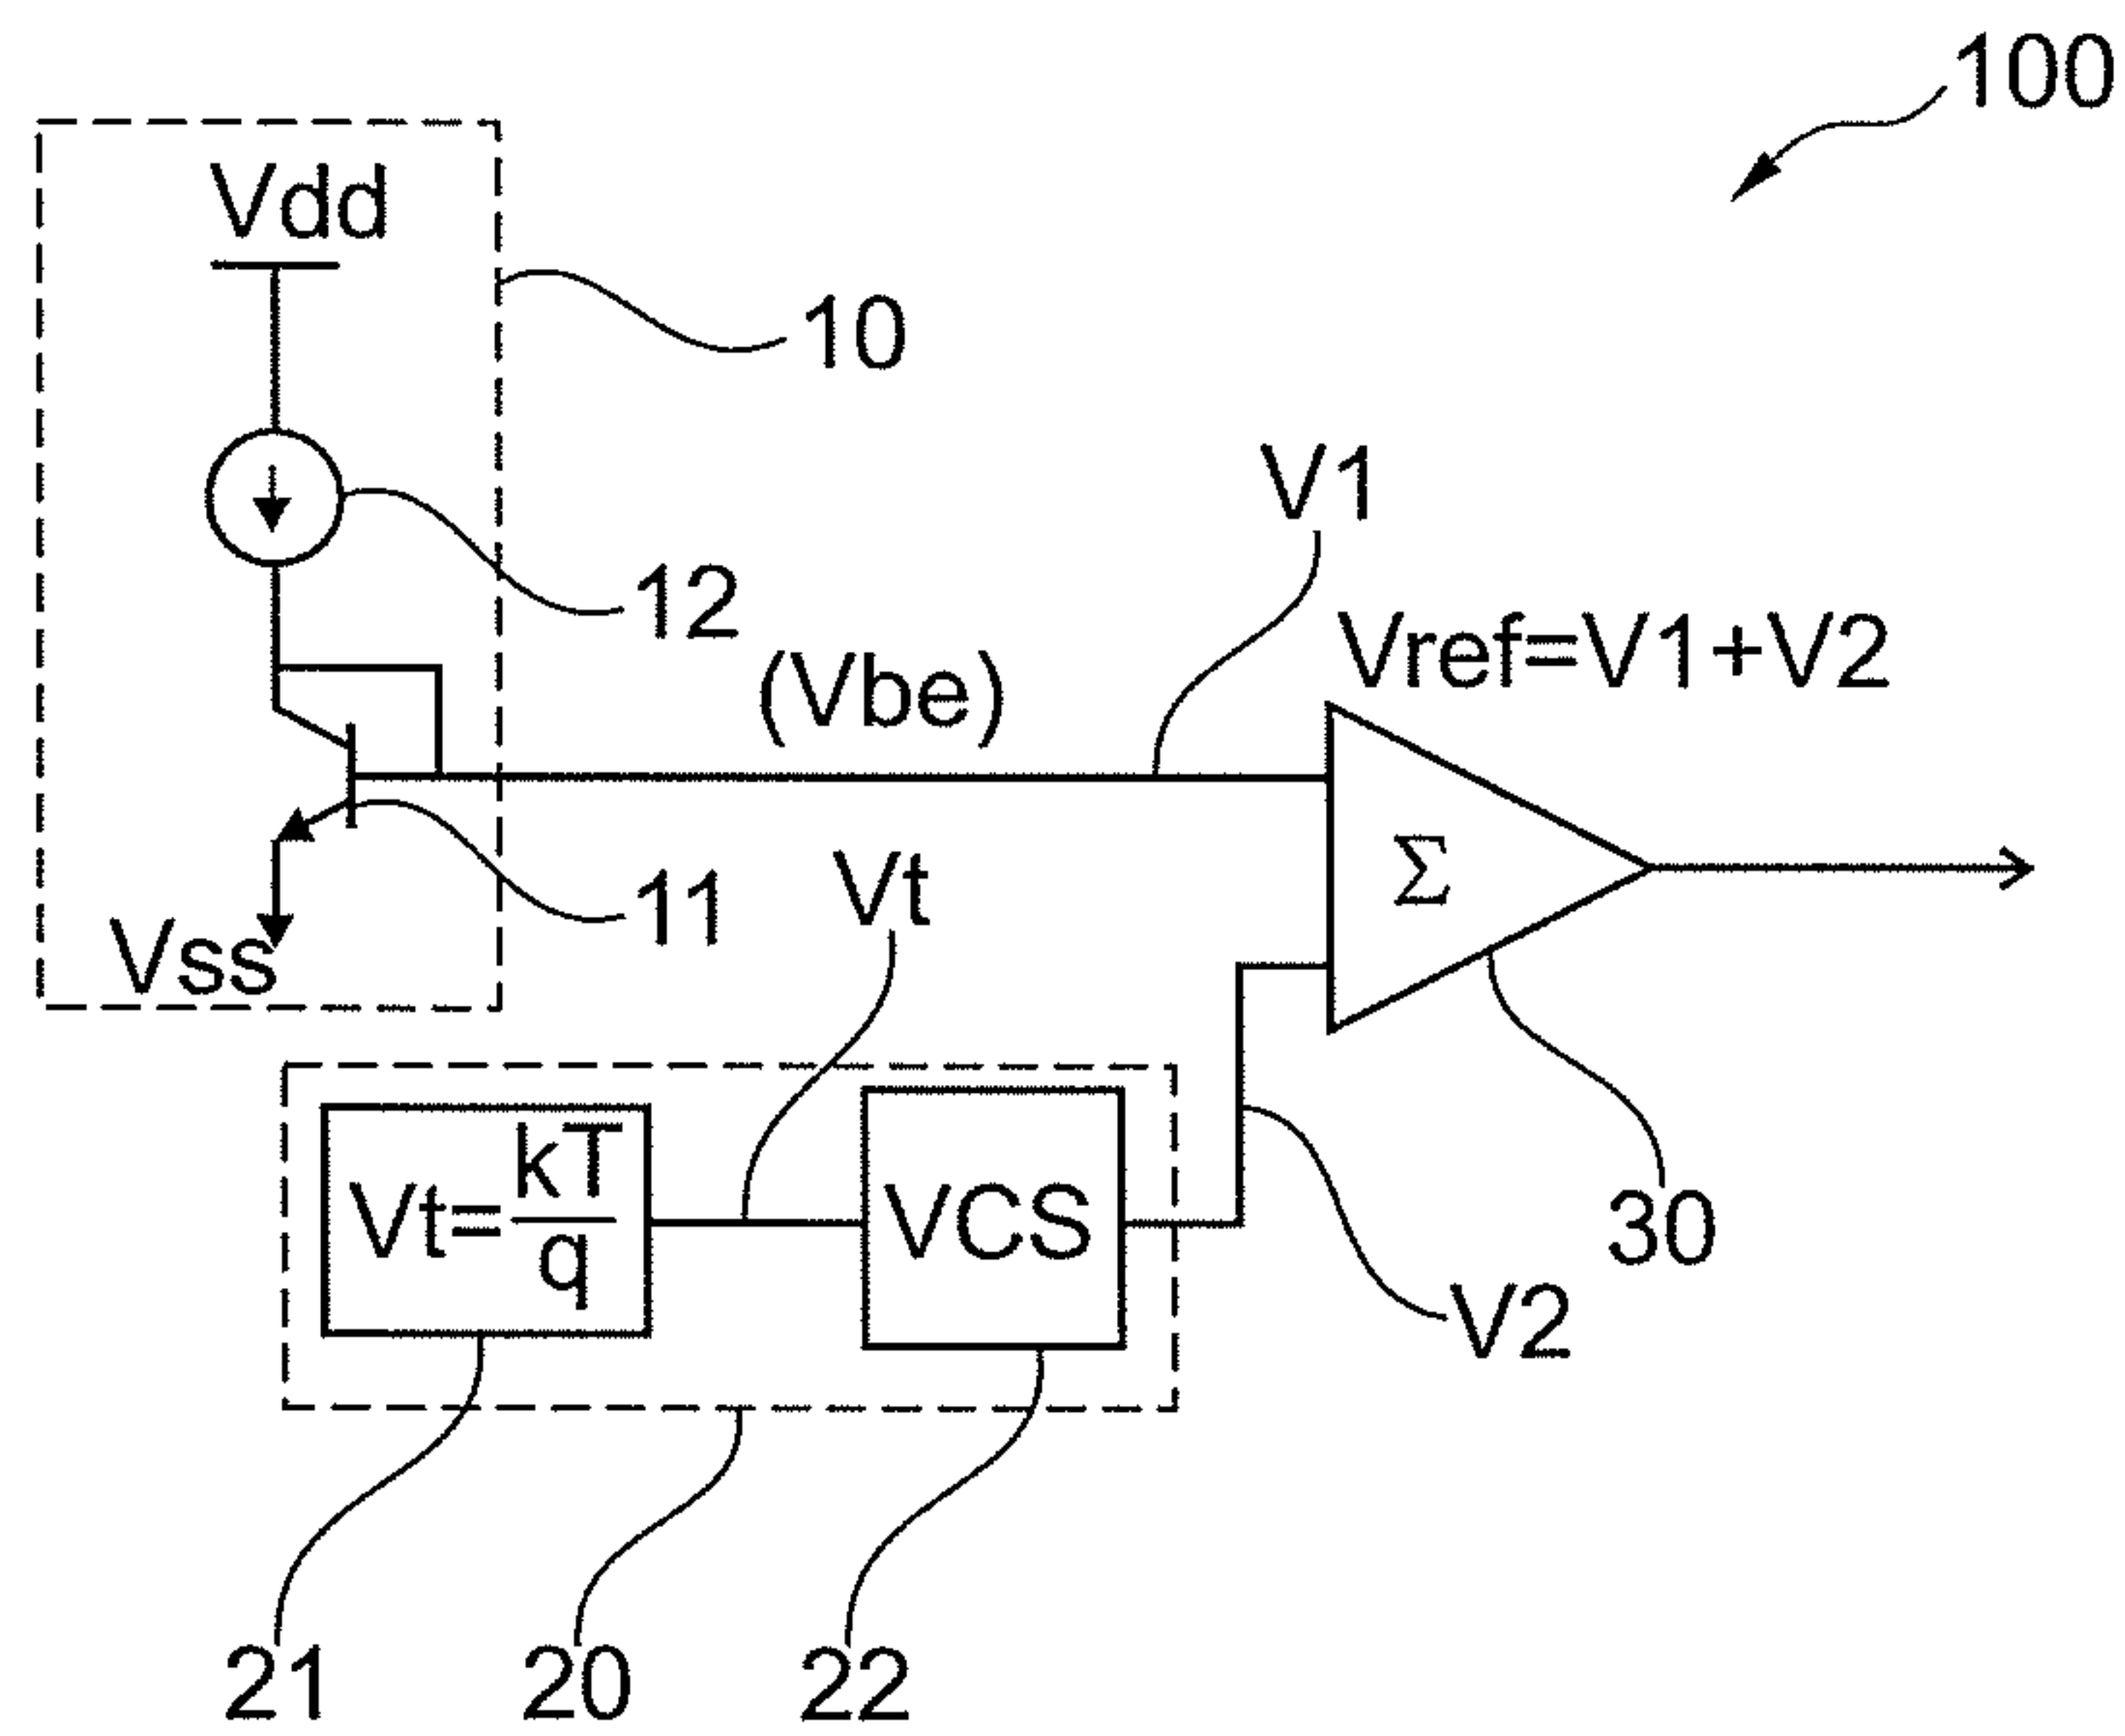 100
Vdd
10
12
V1
(Vbe)
Vref=V1+V2
Σ
11
Vt
Vss
Vt=kT/q
VCS
30
V2
21
20
22